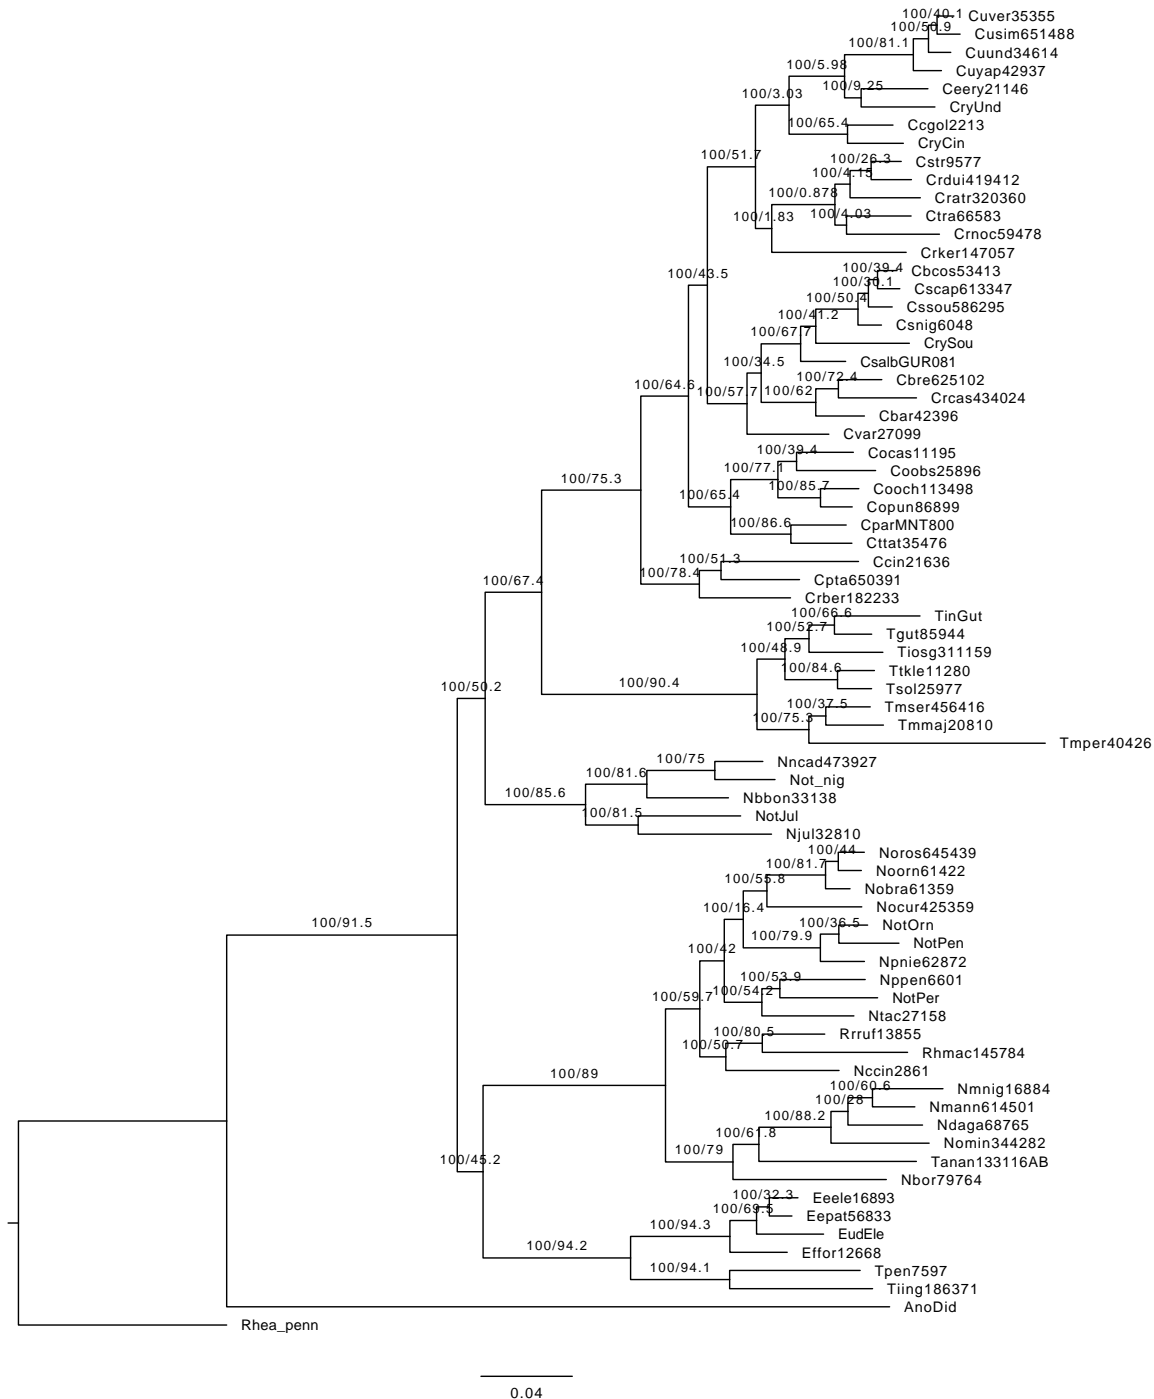 100/40.1
Cuver35355
100/50.9
Cusim651488
100/81.1
Cuund34614
100/5.98
Cuyap42937
100/9.25
Ceery21146
100/3.03
CryUnd
100/65.4
Ccgol2213
CryCin
100/51.7
100/26.3
Cstr9577
100/4.15
Crdui419412
100/0.878
Cratr320360
100/1.83
100/4.03
Ctra66583
Crnoc59478
Crker147057
100/43.5
100/39.4
Cbcos53413
100/30.1
Cscap613347
100/50.4
Cssou586295
100/41.2
Csnig6048
100/67.7
CrySou
100/34.5
CsalbGUR081
100/64.6
100/57.7
100/62
100/72.4
Cbre625102
Crcas434024
Cbar42396
Cvar27099
100/39.4
Cocas11195
100/75.3
100/77.1
Coobs25896
100/65.4
100/85.7
Cooch113498
Copun86899
100/86.6
CparMNT800
Cttat35476
100/51.3
Ccin21636
100/67.4
100/78.4
Cpta650391
Crber182233
100/66.6
TinGut
100/52.7
Tgut85944
100/48.9
Tiosg311159
100/84.6
Ttkle11280
100/50.2
100/90.4
Tsol25977
100/37.5
Tmser456416
100/75.3
Tmmaj20810
Tmper40426
100/75
Nncad473927
100/81.6
Not_nig
100/85.6
Nbbon33138
100/81.5
NotJul
Njul32810
100/44
Noros645439
100/81.7
Noorn61422
100/55.8
Nobra61359
100/16.4
Nocur425359
100/91.5
100/36.5
NotOrn
100/79.9
NotPen
100/42
Npnie62872
100/53.9
Nppen6601
100/59.7
100/54.2
NotPer
Ntac27158
100/80.5
Rrruf13855
100/50.7
Rhmac145784
Nccin2861
100/89
100/60.6
Nmnig16884
100/28
Nmann614501
100/88.2
Ndaga68765
100/61.8
Nomin344282
100/45.2
100/79
Tanan133116AB
Nbor79764
100/32.3
Eeele16893
100/69.5
Eepat56833
100/94.3
EudEle
100/94.2
Effor12668
100/94.1
Tpen7597
Tiing186371
AnoDid
Rhea_penn
0.04